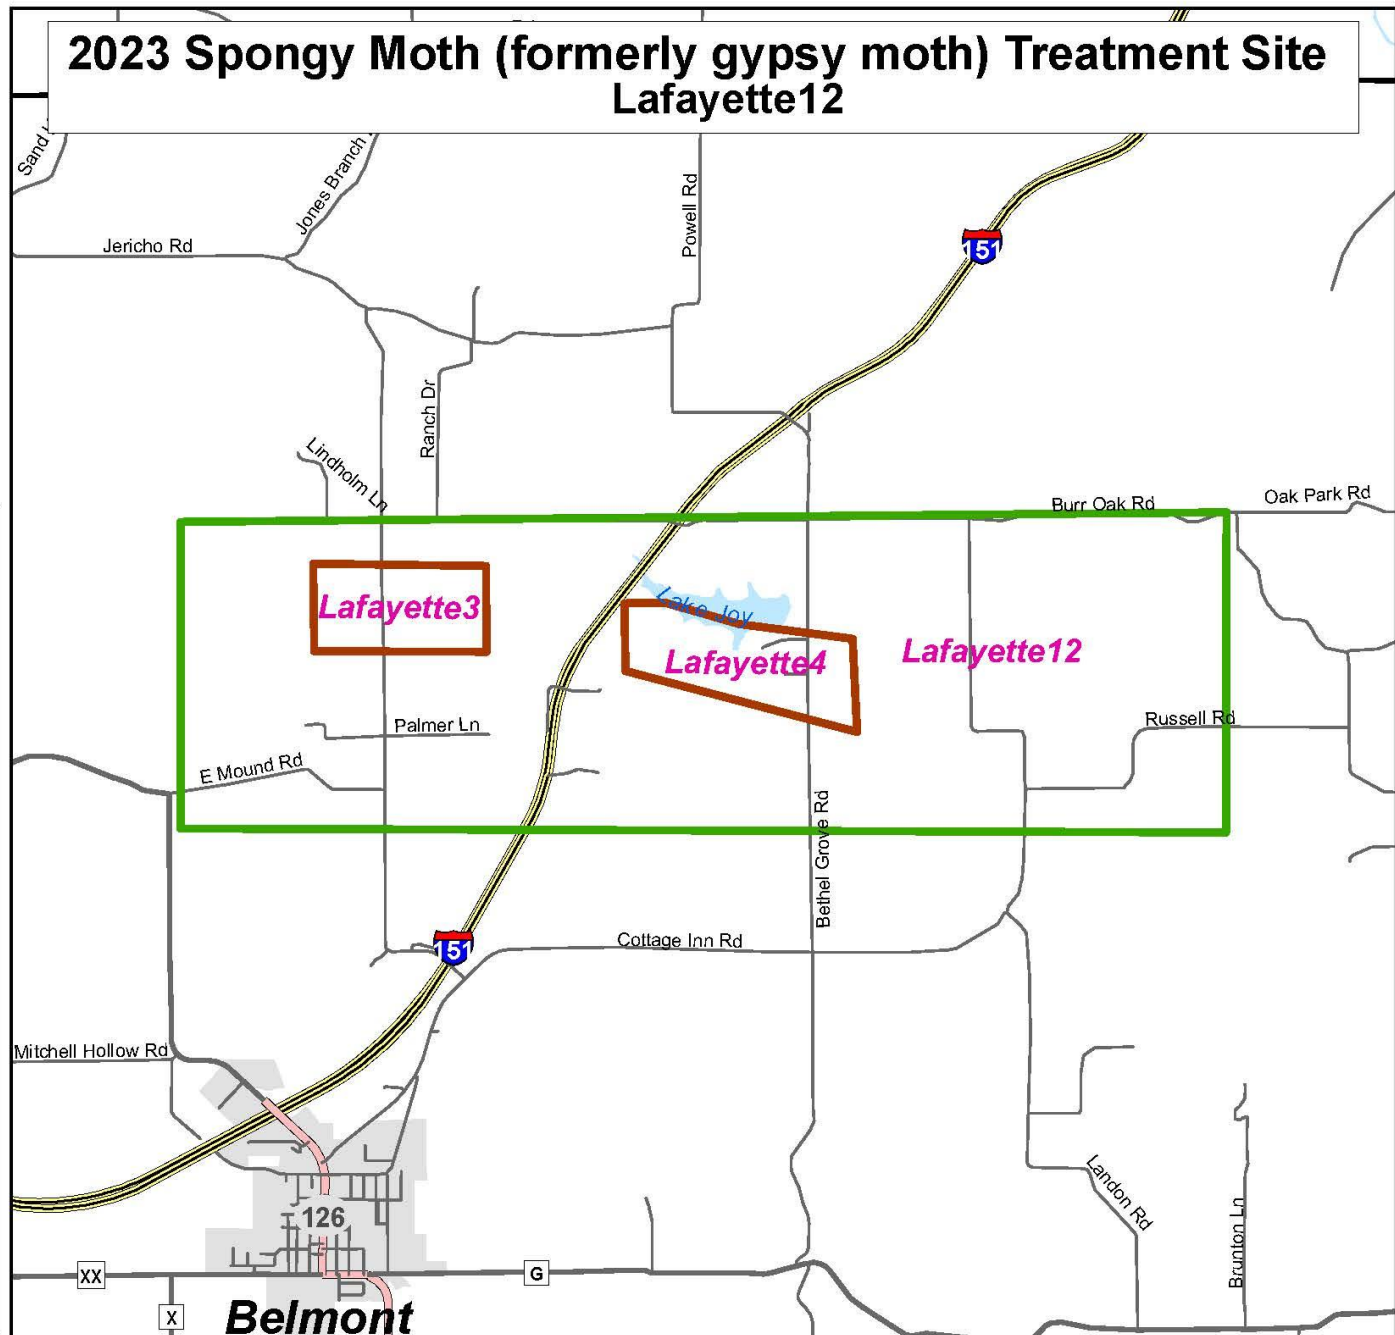 2023 Spongy Moth (formerly gypsy moth) Treatment Site
Lafayette12
Sand
Jones Branch
Powell Rd
Jericho Rd
151
Ranch Dr
Lindholm Ln
Burr Oak Rd
Oak Park Rd
Lafayette3
Lake Joy
Lafayette4
Lafayette12
Palmer Ln
Russell Rd
E Mound Rd
Bethel Grove Rd
Cottage Inn Rd
151
Mitchell Hollow Rd
Landon Rd
Brunton Ln
126
XX
G
X
Belmont